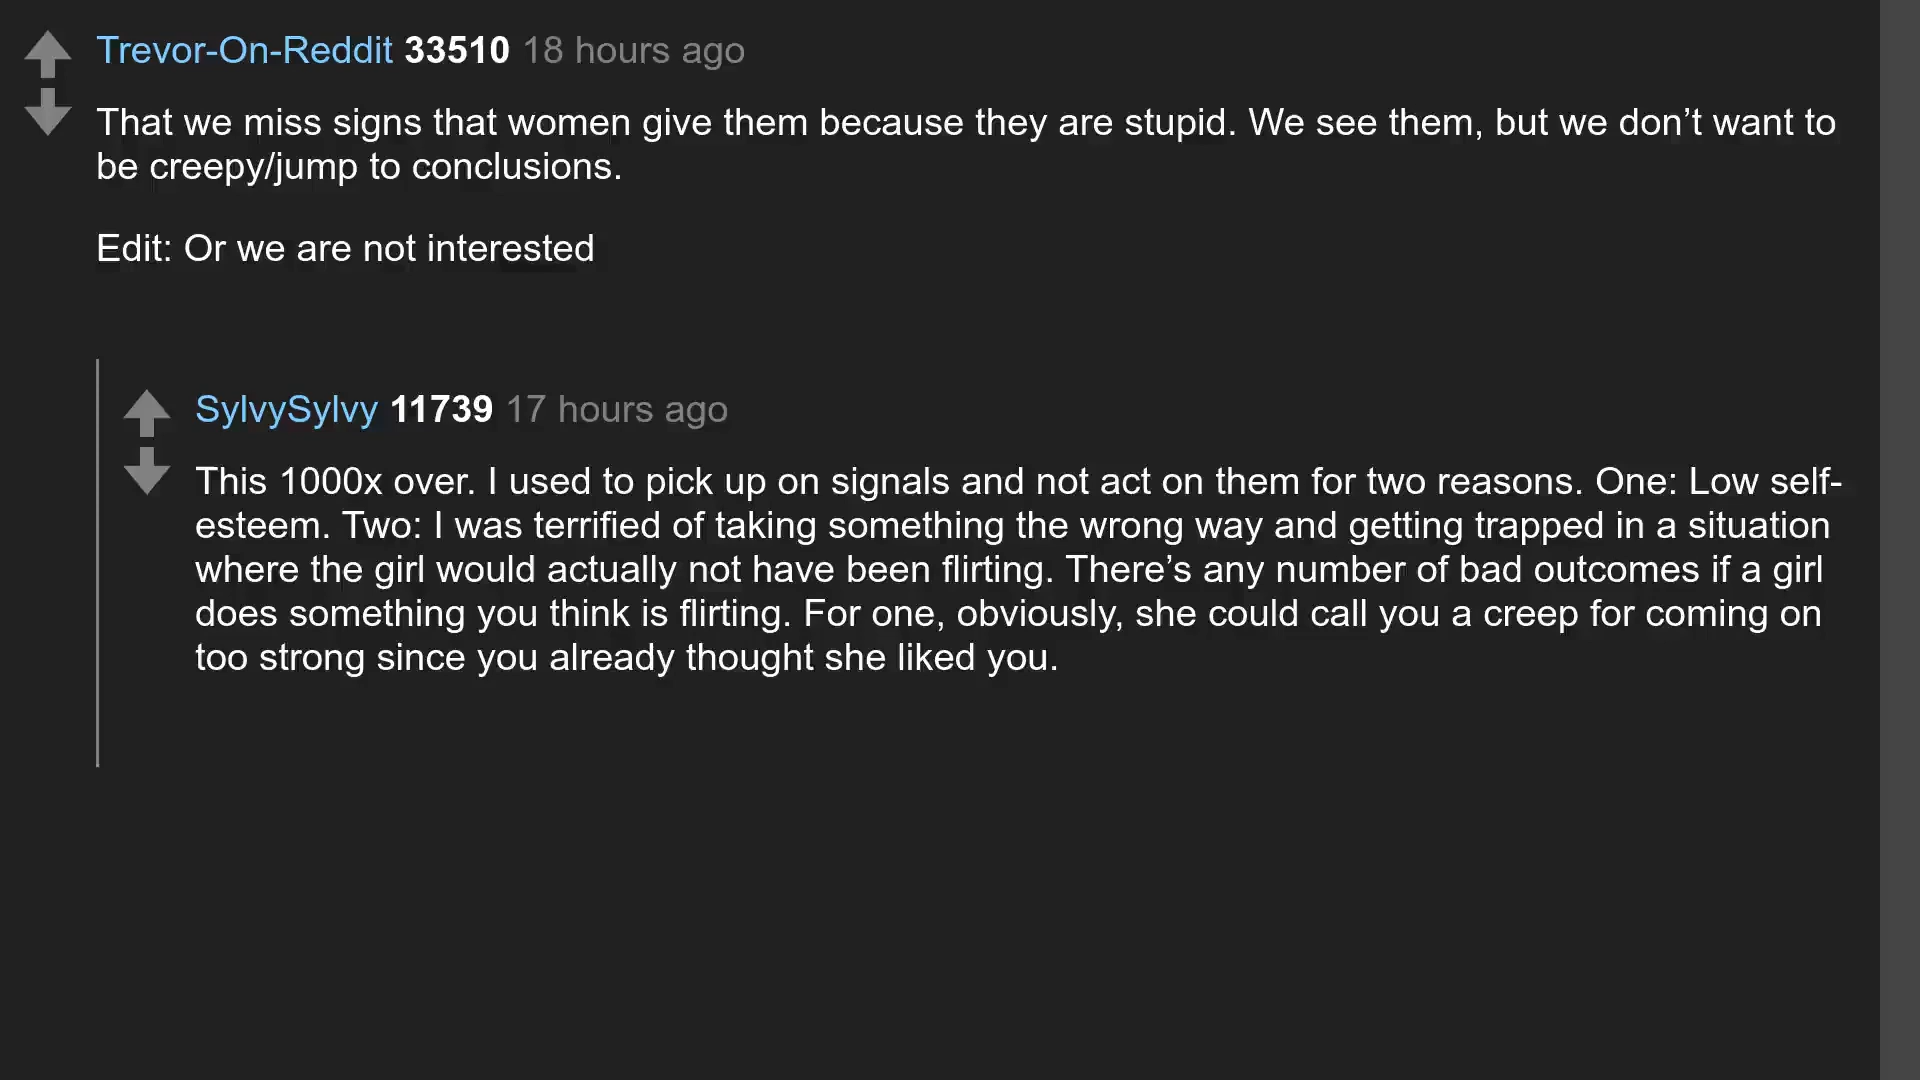 Trevor-On-Reddit 33510 18 hours ago
That we miss signs that women give them because they are stupid. We see them, but we don’t want to
be creepy/jump to conclusions.
Edit: Or we are not interested
SylvySylvy 11739 17 hours ago
This 1000x over. I used to pick up on signals and not act on them for two reasons. One: Low self-
esteem. Two: I was terrified of taking something the wrong way and getting trapped in a situation
where the girl would actually not have been flirting. There’s any number of bad outcomes if a girl
does something you think is flirting. For one, obviously, she could call you a creep for coming on
too strong since you already thought she liked you.